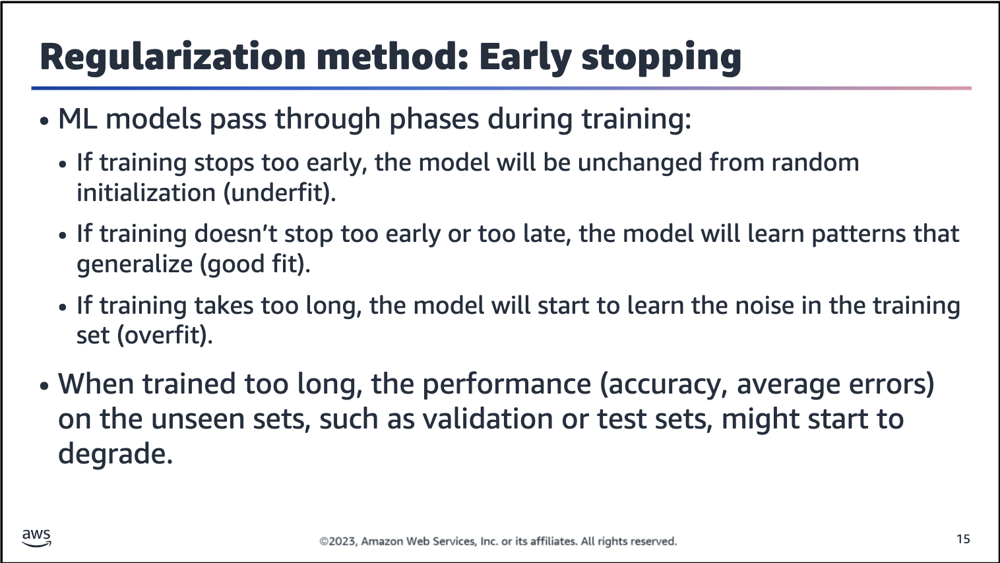 Regularization method: Early stopping
• ML models pass through phases during training:
• If training stops too early, the model will be unchanged from random
initialization (underfit).
• If training doesn’t stop too early or too late, the model will learn patterns that
generalize (good fit).
• If training takes too long, the model will start to learn the noise in the training
set (overfit).
• When trained too long, the performance (accuracy, average errors)
on the unseen sets, such as validation or test sets, might start to
degrade.
aws
©2023, Amazon Web Services, Inc. or its affiliates. All rights reserved.
15